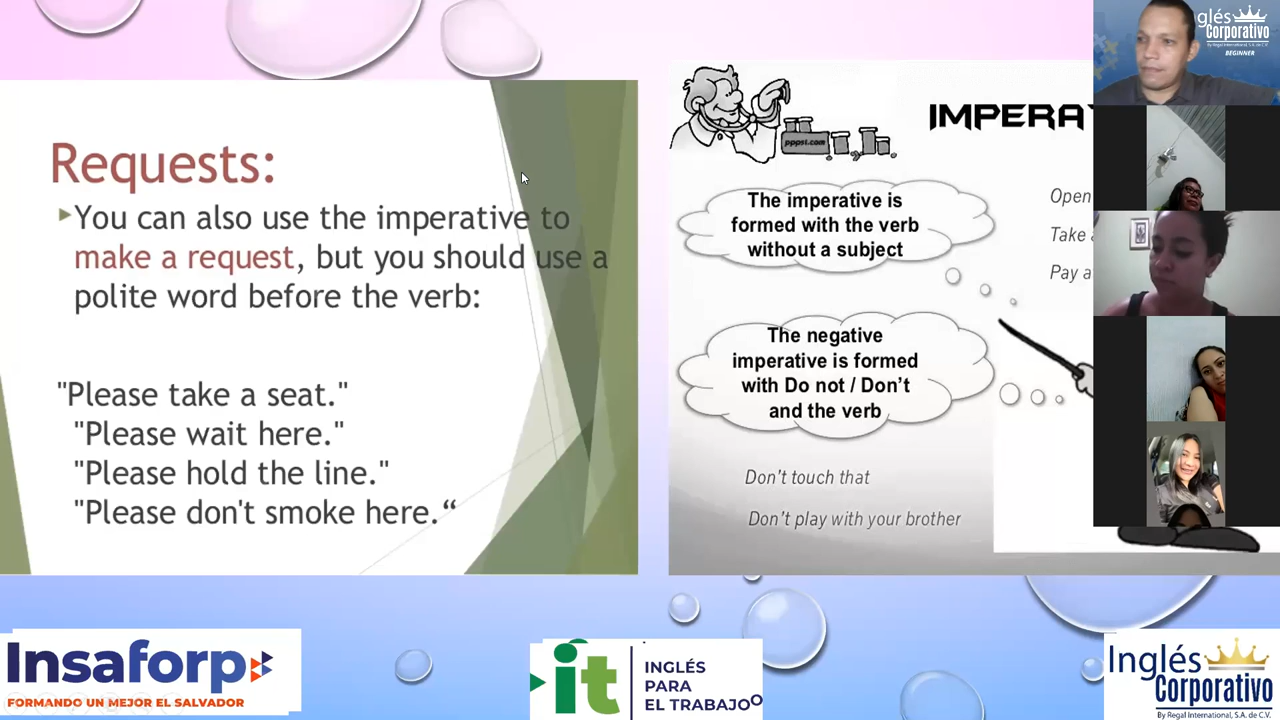 Requests:
You can also use the imperative to
make a request, but you should use a
polite word before the verb:
"Please take a seat."
"Please wait here."
"Please hold the line."
"Please don't smoke here.“
pppst.com
The imperative is
formed with the verb
without a subject
Open
Take
Pay
The negative
imperative is formed
with Do not / Don't
and the verb
Don't touch that
Don't play with your brother
Corporativo
By Regal International, S.A. de C.V.
BEGINNER
Insaforp
FORMANDO UN MEJOR EL SALVADOR
it
INGLÉS
PARA
EL TRABAJO
Inglés
Corporativo
By Regal International, S.A. de C.V.